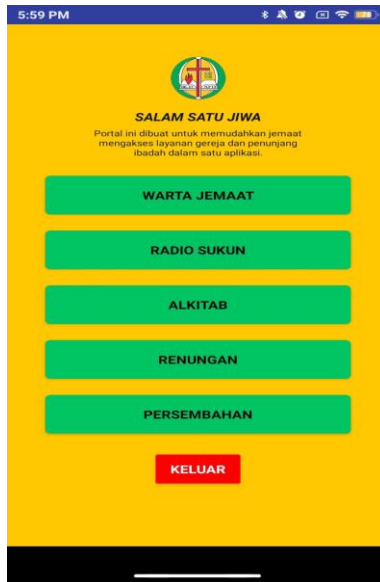 5:59 PM
SALAM SATU JIWA
Portal ini dibuat untuk memudahkan jemaat
mengakses layanan gereja dan penunjang
ibadah dalam satu aplikasi.
WARTA JEMAAT
RADIO SUKUN
ALKITAB
RENUNGAN
PERSEMBAHAN
KELUAR